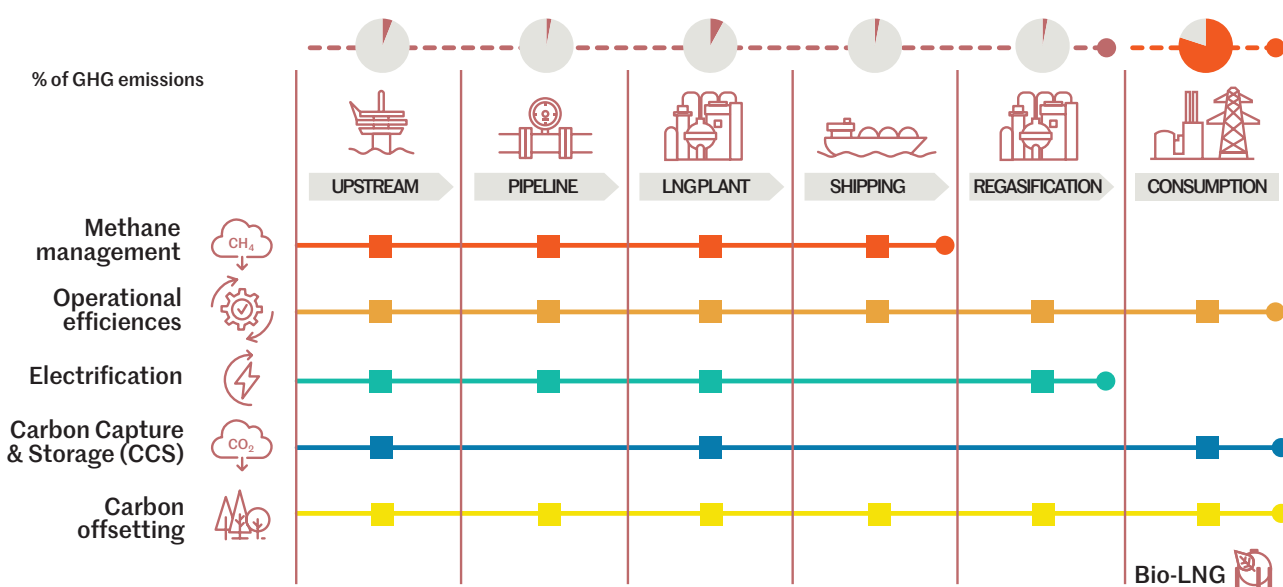 % of GHG emissions
UPSTREAM
PIPELINE
LNG PLANT
SHIPPING
REGASIFICATION
CONSUMPTION
Methane
management
CH₄
Operational
efficiences
Electrification
Carbon Capture
& Storage (CCS)
CO₂
Carbon
offsetting
Bio-LNG